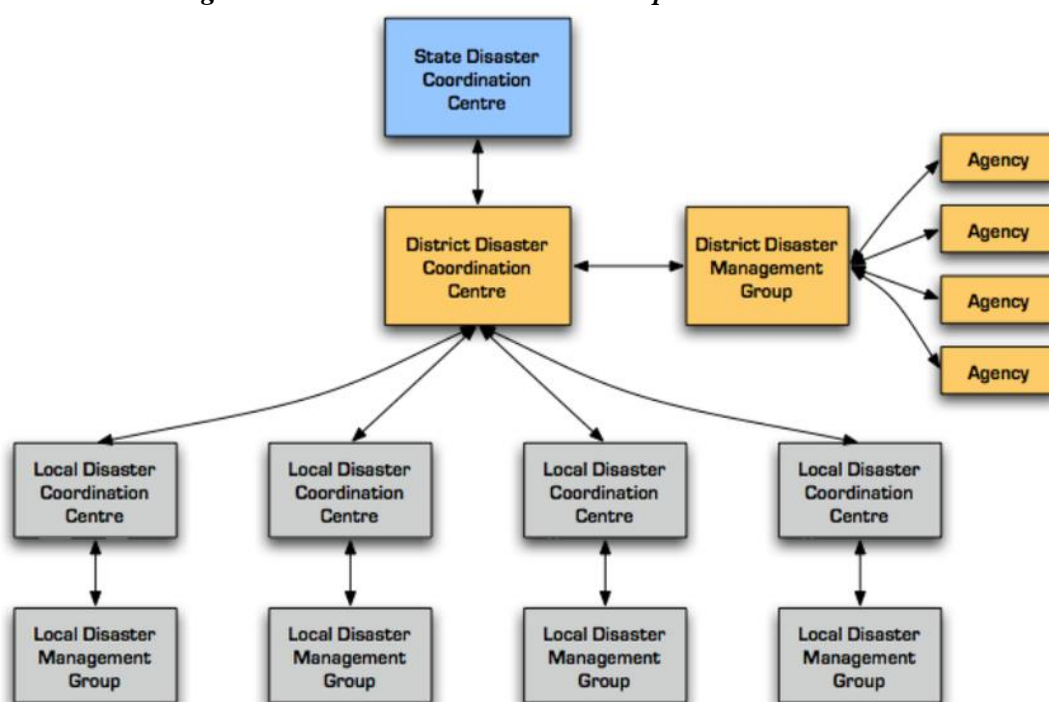 State Disaster
Coordination
Centre
Agency
Agency
Agency
Agency
District Disaster
Coordination
Centre
District Disaster
Management
Group
Local Disaster
Coordination
Centre
Local Disaster
Coordination
Centre
Local Disaster
Coordination
Centre
Local Disaster
Coordination
Centre
Local Disaster
Management
Group
Local Disaster
Management
Group
Local Disaster
Management
Group
Local Disaster
Management
Group